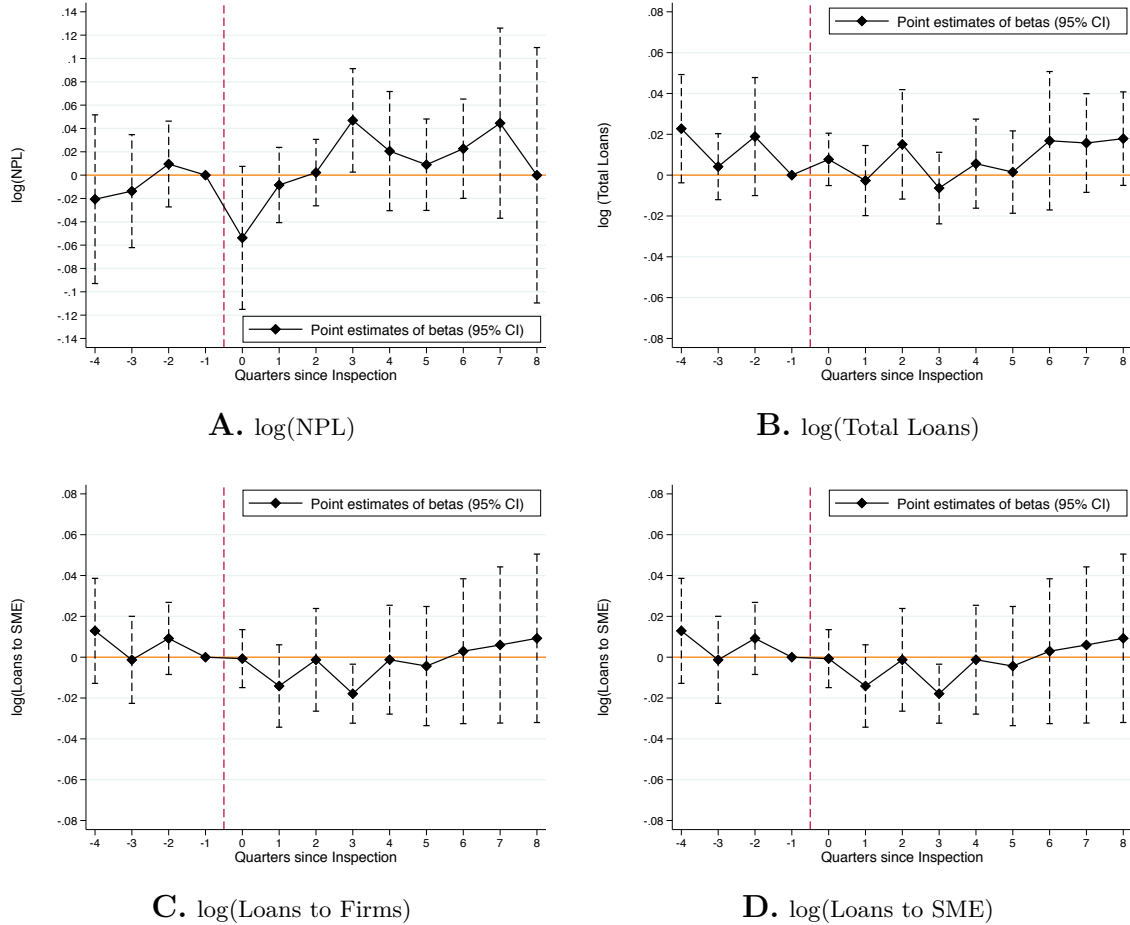 .14
.12
.1
.08
.06
.04
.02
0
-.02
-.04
-.06
-.08
-.1
-.12
-.14
log(NPL)
Point estimates of betas (95% CI)
-4 -3 -2 -1 0 1 2 3 4 5 6 7 8
Quarters since Inspection
A. log(NPL)
.08
.06
.04
.02
0
-.02
-.04
-.06
-.08
log (Total Loans)
Point estimates of betas (95% CI)
-4 -3 -2 -1 0 1 2 3 4 5 6 7 8
Quarters since Inspection
B. log(Total Loans)
.08
.06
.04
.02
0
-.02
-.04
-.06
-.08
log(Loans to SME)
Point estimates of betas (95% CI)
-4 -3 -2 -1 0 1 2 3 4 5 6 7 8
Quarters since Inspection
C. log(Loans to Firms)
.08
.06
.04
.02
0
-.02
-.04
-.06
-.08
log(Loans to SME)
Point estimates of betas (95% CI)
-4 -3 -2 -1 0 1 2 3 4 5 6 7 8
Quarters since Inspection
D. log(Loans to SME)